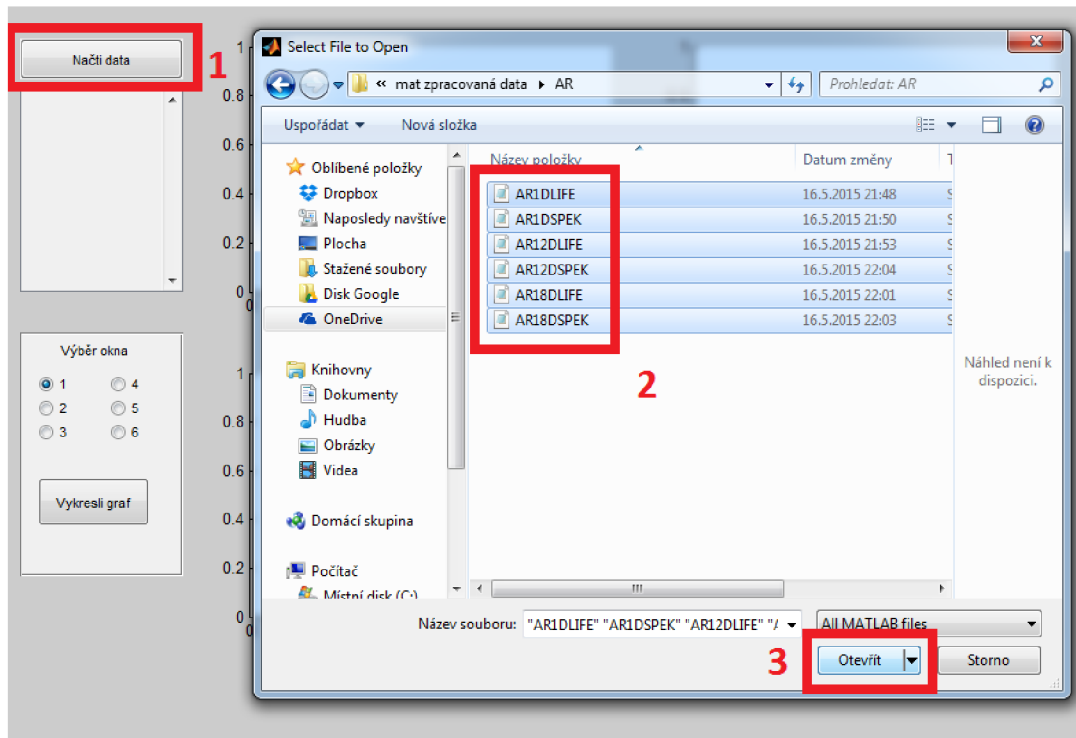 Načti data
1
Výběr okna
1 4
2 5
3 6
Vykresli graf
1
0.8
0.6
0.4
0.2
0
0
1
0.8
0.6
0.4
0.2
0
0
Select File to Open
« mat zpracovaná data AR
Prohledat: AR
Uspořádat Nová složka
Oblíbené položky
Dropbox
Naposledy navštíve
Plocha
Stažené soubory
Disk Google
OneDrive
Knihovny
Dokumenty
Hudba
Obrázky
Videa
Domácí skupina
Počítač
Místní disk (C:)
Název položky Datum změny
AR1DLIFE 16.5.2015 21:48 S
AR1DSPEK 16.5.2015 21:50 S
AR12DLIFE 16.5.2015 21:53 S
AR12DSPEK 16.5.2015 22:04 S
AR18DLIFE 16.5.2015 22:01 S
AR18DSPEK 16.5.2015 22:03 S
2
Náhled není k
dispozici.
Název souboru: "AR1DLIFE" "AR1DSPEK" "AR12DLIFE" "A
All MATLAB files
3
Otevřít Storno